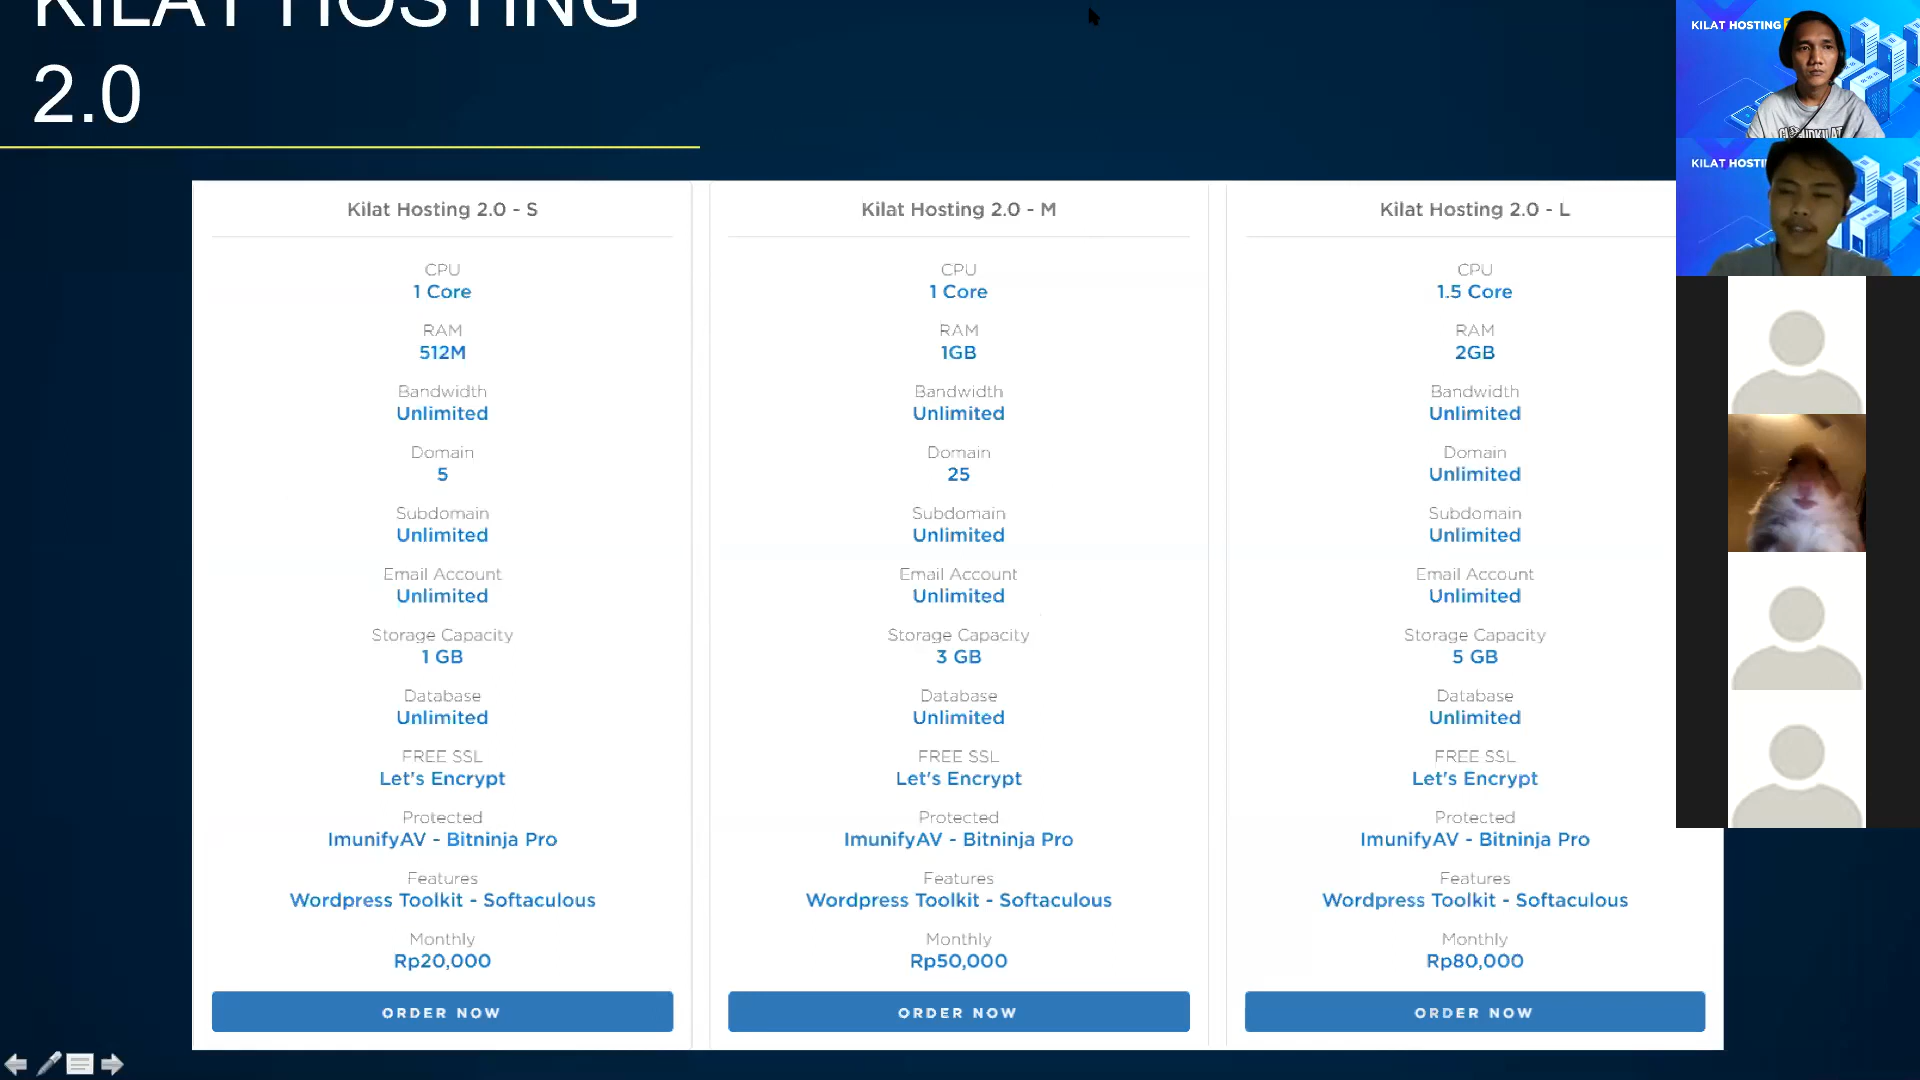 KILAT HOSTING
2.0
Kilat Hosting 2.0 - S
CPU
1 Core
RAM
512M
Bandwidth
Unlimited
Domain
5
Subdomain
Unlimited
Email Account
Unlimited
Storage Capacity
1 GB
Database
Unlimited
FREE SSL
Let's Encrypt
Protected
ImunifyAV - Bitninja Pro
Features
Wordpress Toolkit - Softaculous
Monthly
Rp20,000
ORDER NOW
Kilat Hosting 2.0 - M
CPU
1 Core
RAM
1GB
Bandwidth
Unlimited
Domain
25
Subdomain
Unlimited
Email Account
Unlimited
Storage Capacity
3 GB
Database
Unlimited
FREE SSL
Let's Encrypt
Protected
ImunifyAV - Bitninja Pro
Features
Wordpress Toolkit - Softaculous
Monthly
Rp50,000
ORDER NOW
Kilat Hosting 2.0 - L
CPU
1.5 Core
RAM
2GB
Bandwidth
Unlimited
Domain
Unlimited
Subdomain
Unlimited
Email Account
Unlimited
Storage Capacity
5 GB
Database
Unlimited
FREE SSL
Let's Encrypt
Protected
ImunifyAV - Bitninja Pro
Features
Wordpress Toolkit - Softaculous
Monthly
Rp80,000
ORDER NOW
KILAT HOSTING
KILAT